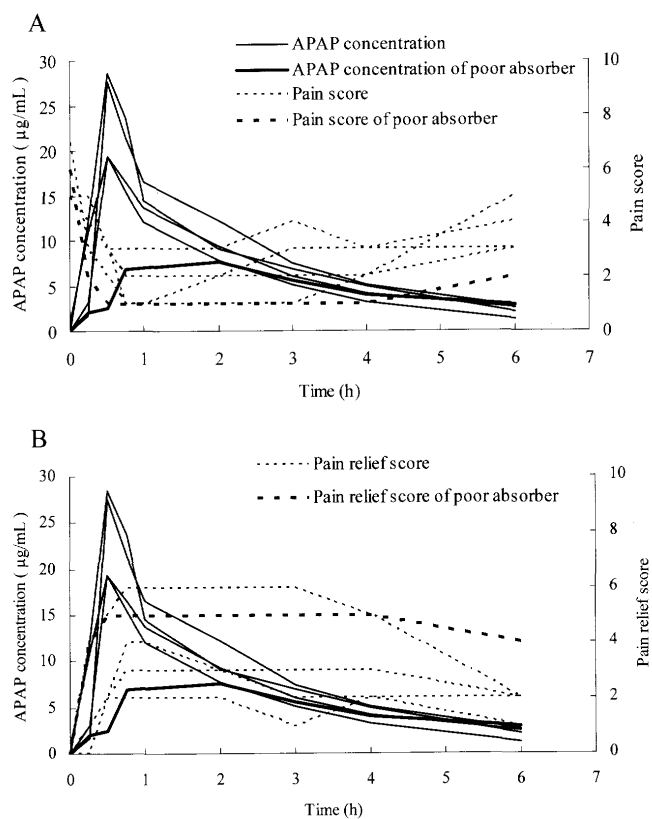 A
APAP concentration
APAP concentration of poor absorber
Pain score
Pain score of poor absorber
APAP concentration ( μg/mL )
30
25
20
15
10
5
0
10
8
6
4
2
0
Pain score
0 1 2 3 4 5 6 7
Time (h)
B
Pain relief score
Pain relief score of poor absorber
APAP concentration ( μg/mL )
30
25
20
15
10
5
0
10
8
6
4
2
0
Pain relief score
0 1 2 3 4 5 6 7
Time (h)